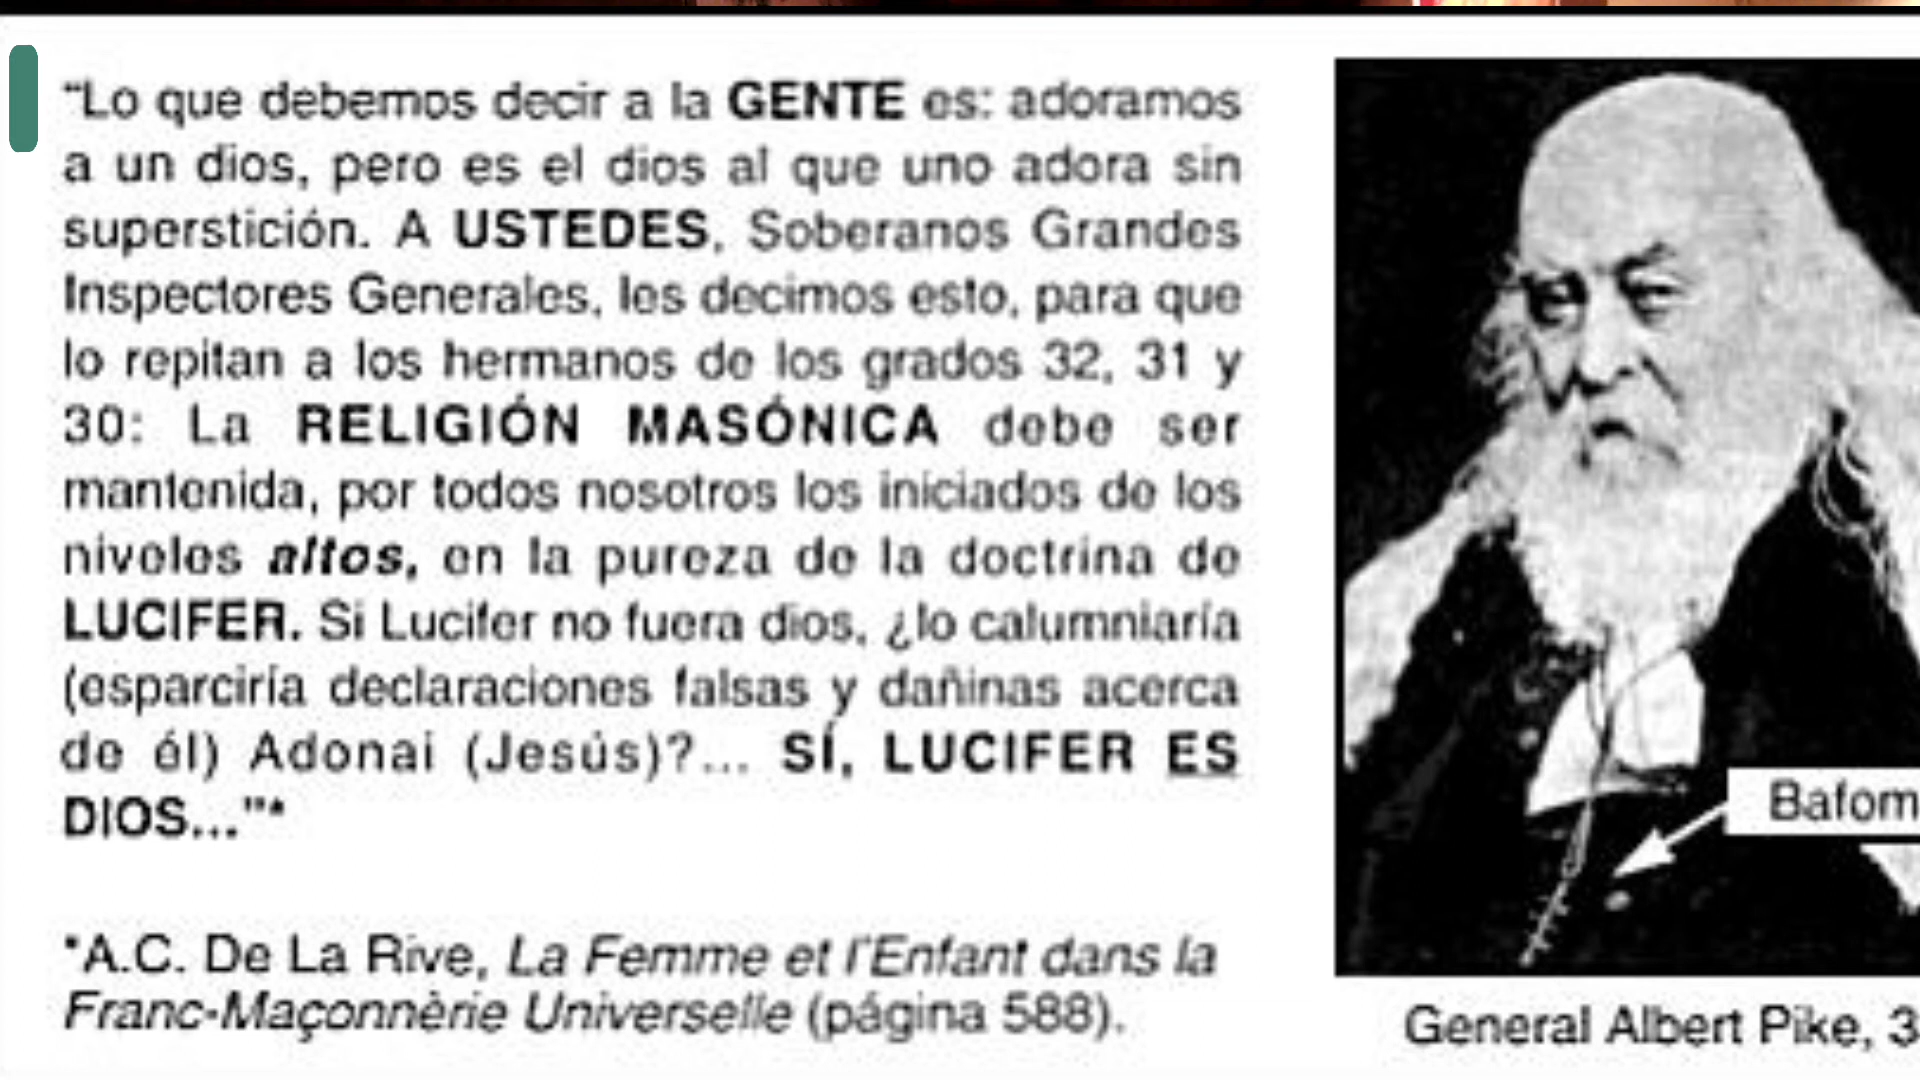 “Lo que debemos decir a la GENTE es: adoramos
a un dios, pero es el dios al que uno adora sin
superstición. A USTEDES, Soberanos Grandes
Inspectores Generales, les decimos esto, para que
lo repitan a los hermanos de los grados 32, 31 y
30: La RELIGIÓN MASÓNICA debe ser
mantenida, por todos nosotros los iniciados de los
niveles altos, en la pureza de la doctrina de
LUCIFER. Si Lucifer no fuera dios, ¿lo calumniaría
(esparciría declaraciones falsas y dañinas acerca
de él) Adonai (Jesús)?... SÍ, LUCIFER ES
DIOS..."*
*A.C. De La Rive, La Femme et l'Enfant dans la
Franc-Maçonnèrie Universelle (página 588).
Bafom
General Albert Pike, 3